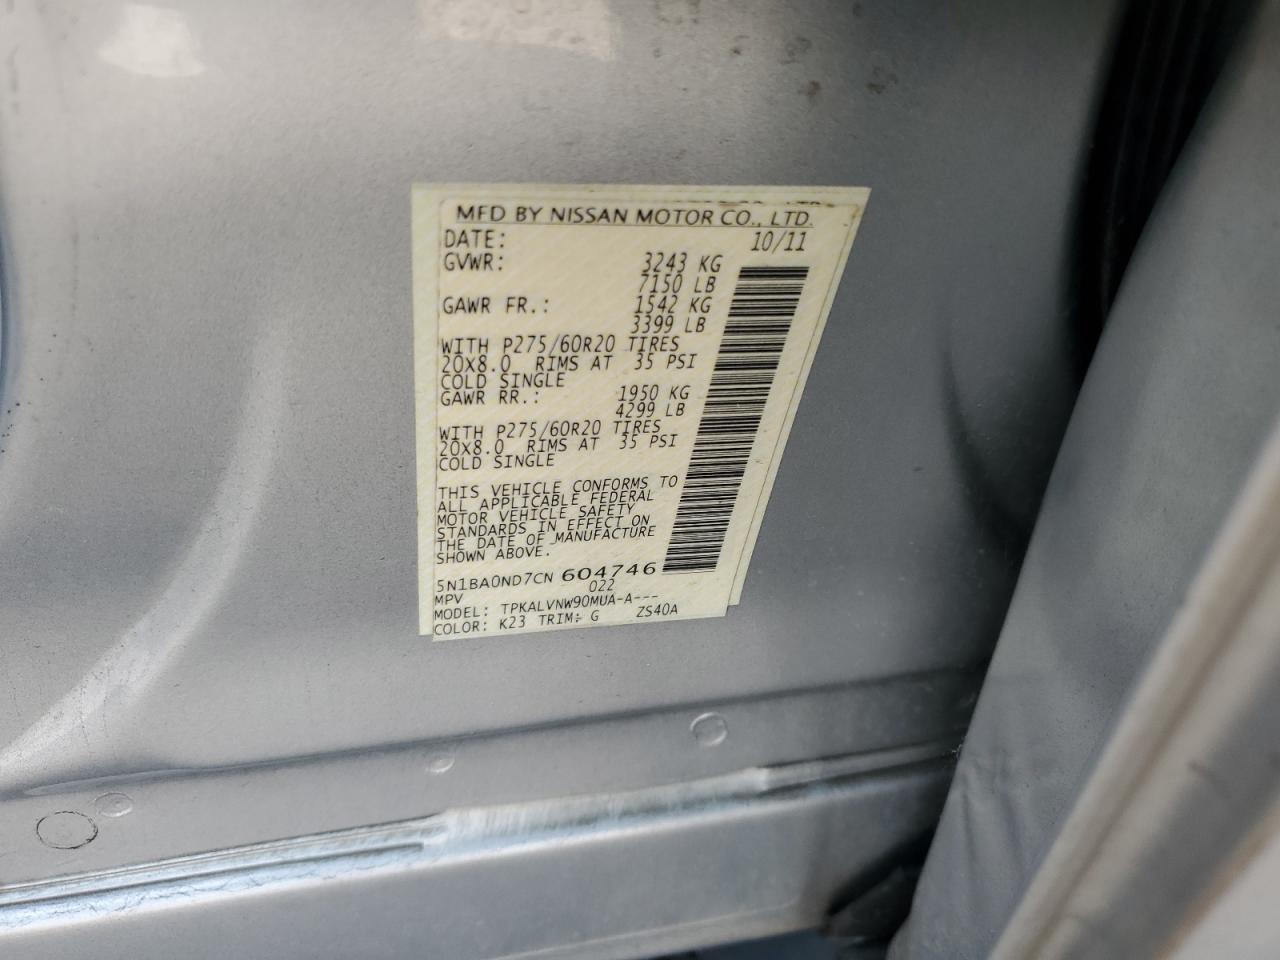 MFD BY NISSAN MOTOR CO., LTD.
DATE: 10/11
GVWR: 3243 KG
7150 LB
GAWR FR.: 1542 KG
3399 LB
WITH P275/60R20 TIRES
20X8.0 RIMS AT 35 PSI
COLD SINGLE
GAWR RR.: 1950 KG
4299 LB
WITH P275/60R20 TIRES
20X8.0 RIMS AT 35 PSI
COLD SINGLE
THIS VEHICLE CONFORMS TO
ALL APPLICABLE FEDERAL
MOTOR VEHICLE SAFETY
STANDARDS IN EFFECT ON
THE DATE OF MANUFACTURE
SHOWN ABOVE.
5N1BA0ND7CN 604746
MPV 022
MODEL: TPKALVNW90MUA-A---
COLOR: K23 TRIM: G ZS40A